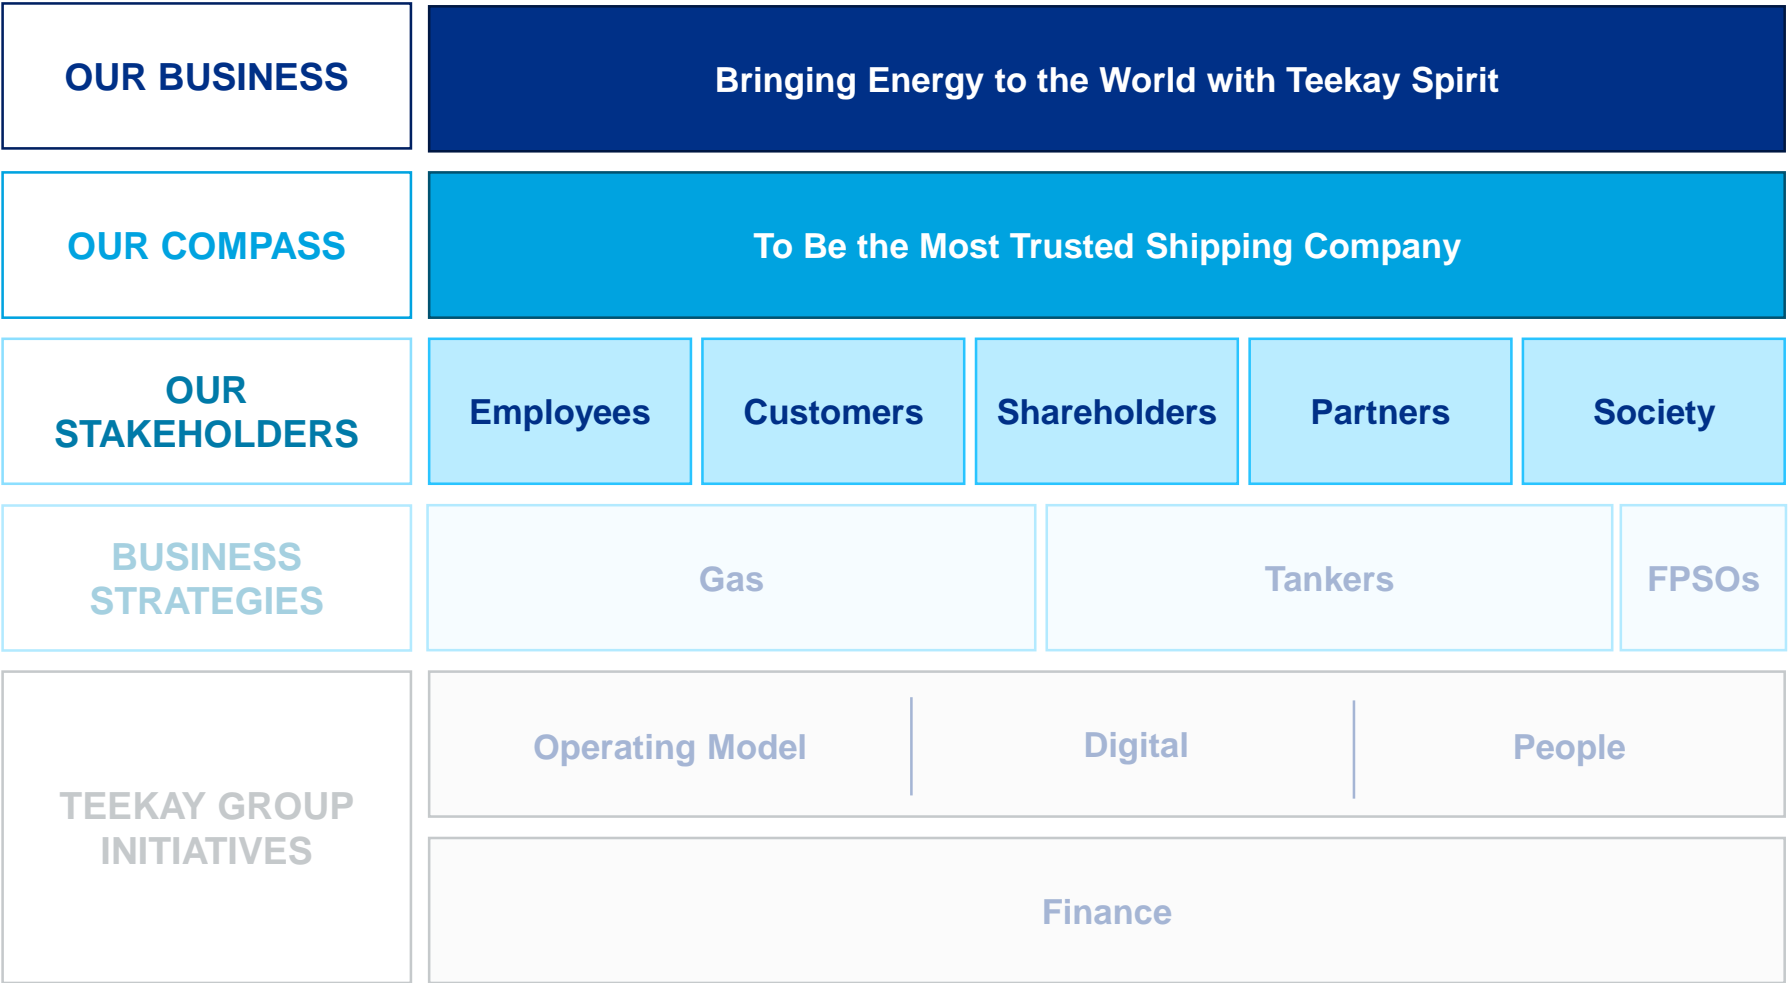 OUR BUSINESS
Bringing Energy to the World with Teekay Spirit
OUR COMPASS
To Be the Most Trusted Shipping Company
OUR
STAKEHOLDERS
Employees
Customers
Shareholders
Partners
Society
BUSINESS
STRATEGIES
Gas
Tankers
FPSOs
TEEKAY GROUP
INITIATIVES
Operating Model
Digital
People
Finance